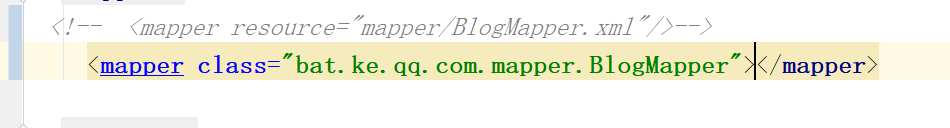 <!--  <mapper resource="mapper/BlogMapper.xml"/>-->
<mapper class="bat.ke.qq.com.mapper.BlogMapper"></mapper>